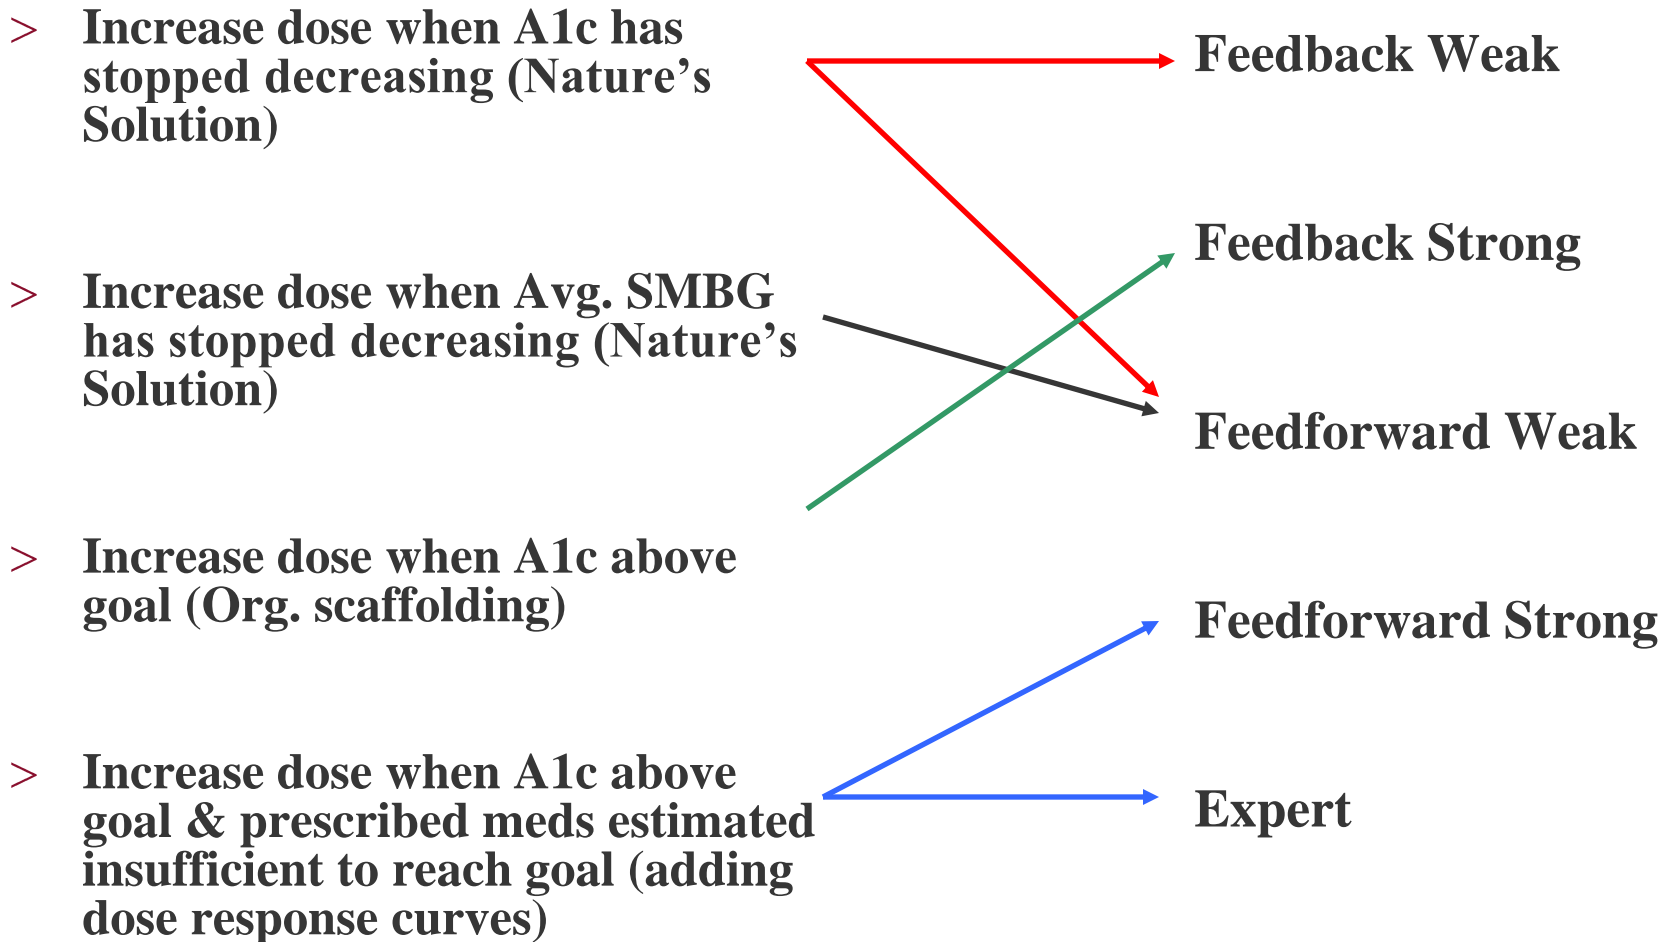 > Increase dose when A1c has
stopped decreasing (Nature’s
Solution)
> Increase dose when Avg. SMBG
has stopped decreasing (Nature’s
Solution)
> Increase dose when A1c above
goal (Org. scaffolding)
> Increase dose when A1c above
goal & prescribed meds estimated
insufficient to reach goal (adding
dose response curves)
Feedback Weak
Feedback Strong
Feedforward Weak
Feedforward Strong
Expert